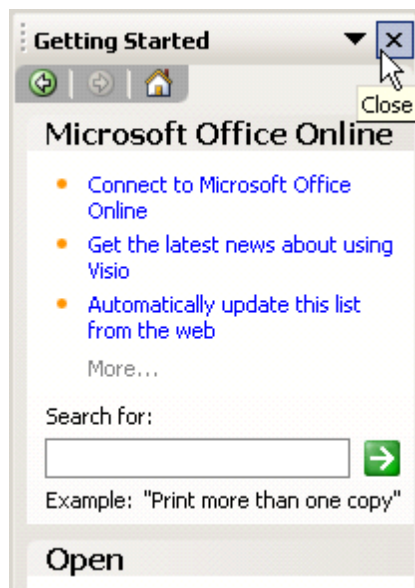 Getting Started
Close
Microsoft Office Online
Connect to Microsoft Office
Online
Get the latest news about using
Visio
Automatically update this list
from the web
More...
Search for:
Example: "Print more than one copy"
Open